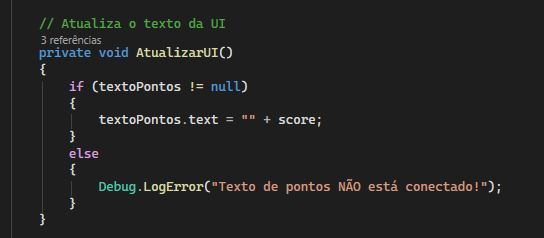 // Atualiza o texto da UI
3 referências
private void AtualizarUI()
{
if (textoPontos != null)
{
textoPontos.text = "" + score;
}
else
{
Debug.LogError("Texto de pontos NÃO está conectado!");
}
}